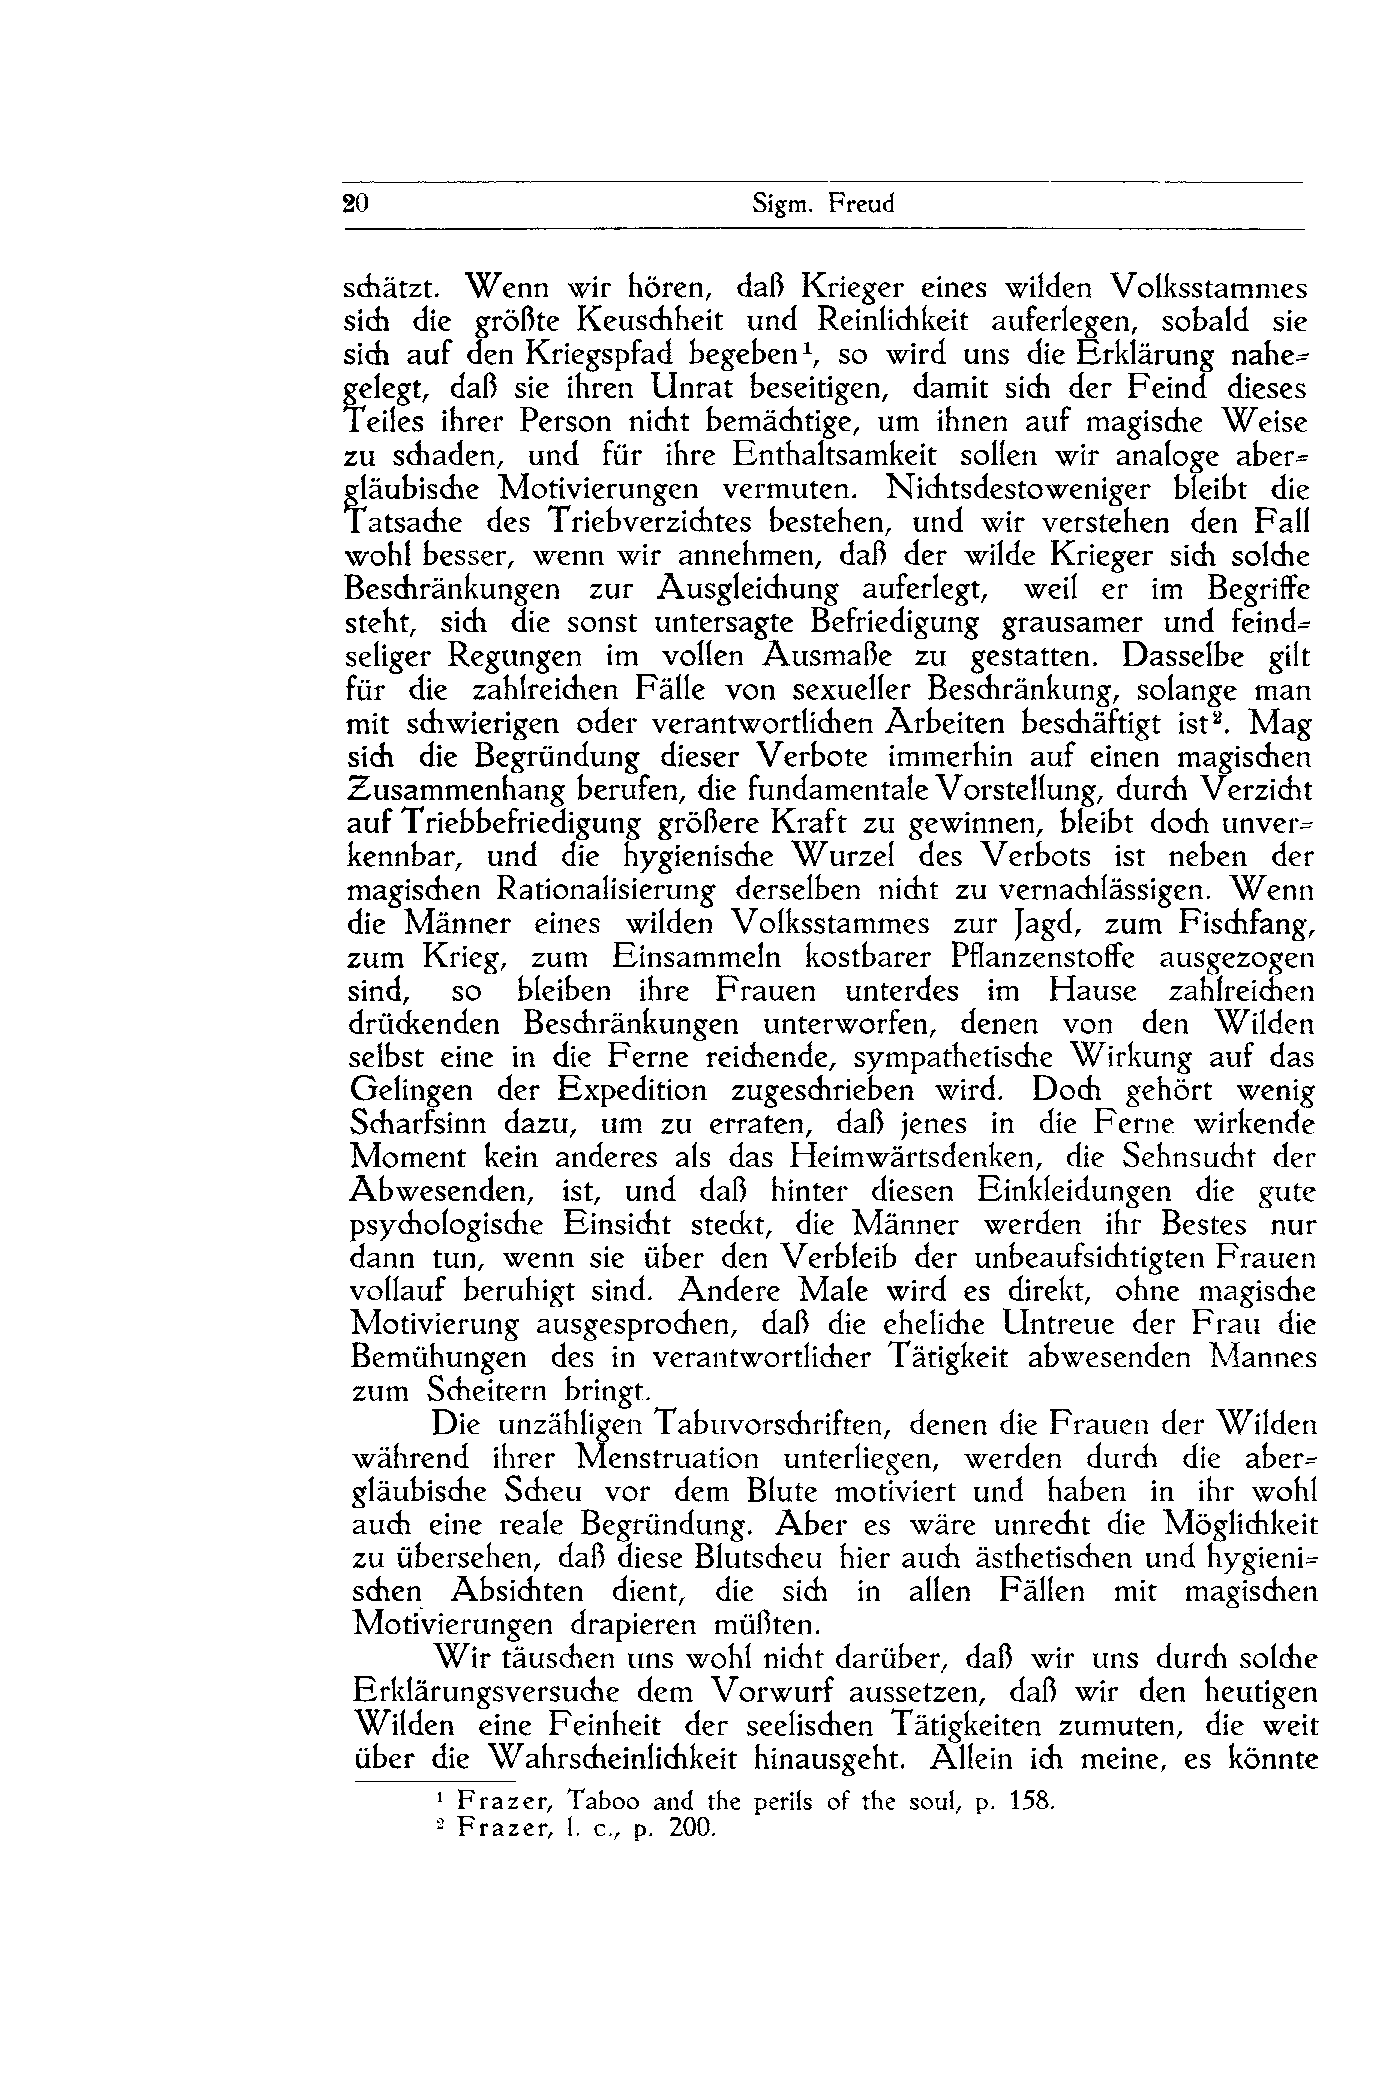 20 Sigm. Freud
schätzt. Wenn wir hören, daß Krieger eines wilden Volksstammes
sich die größte Keuschheit und Reinlichkeit auferlegen, sobald sie
sich auf den Kriegspfad begeben¹, so wird uns die Erklärung nahe-
gelegt, daß sie ihren Unrat beseitigen, damit sich der Feind dieses
Teiles ihrer Person nicht bemächtige, um ihnen auf magische Weise
zu schaden, und für ihre Enthaltsamkeit sollen wir analoge aber-
gläubische Motivierungen vermuten. Nichtsdestoweniger bleibt die
Tatsache des Triebverzichtes bestehen, und wir verstehen den Fall
wohl besser, wenn wir annehmen, daß der wilde Krieger sich solche
Beschränkungen zur Ausgleichung auferlegt, weil er im Begriffe
steht, sich die sonst untersagte Befriedigung grausamer und feind-
seliger Regungen im vollen Ausmaße zu gestatten. Dasselbe gilt
für die zahlreichen Fälle von sexueller Beschränkung, solange man
mit schwierigen oder verantwortlichen Arbeiten beschäftigt ist². Mag
sich die Begründung dieser Verbote immerhin auf einen magischen
Zusammenhang berufen, die fundamentale Vorstellung, durch Verzicht
auf Triebbefriedigung größere Kraft zu gewinnen, bleibt doch unver-
kennbar, und die hygienische Wurzel des Verbots ist neben der
magischen Rationalisierung derselben nicht zu vernachlässigen. Wenn
die Männer eines wilden Volksstammes zur Jagd, zum Fischfang,
zum Krieg, zum Einsammeln kostbarer Pflanzenstoffe ausgezogen
sind, so bleiben ihre Frauen unterdes im Hause zahlreichen
drückenden Beschränkungen unterworfen, denen von den Wilden
selbst eine in die Ferne reichende, sympathetische Wirkung auf das
Gelingen der Expedition zugeschrieben wird. Doch gehört wenig
Scharfsinn dazu, um zu erraten, daß jenes in die Ferne wirkende
Moment kein anderes als das Heimwärtsdenken, die Sehnsucht der
Abwesenden, ist, und daß hinter diesen Einkleidungen die gute
psychologische Einsicht steckt, die Männer werden ihr Bestes nur
dann tun, wenn sie über den Verbleib der unbeaufsichtigten Frauen
vollauf beruhigt sind. Andere Male wird es direkt, ohne magische
Motivierung ausgesprochen, daß die eheliche Untreue der Frau die
Bemühungen des in verantwortlicher Tätigkeit abwesenden Mannes
zum Scheitern bringt.
Die unzähligen Tabuvorschriften, denen die Frauen der Wilden
während ihrer Menstruation unterliegen, werden durch die aber-
gläubische Scheu vor dem Blute motiviert und haben in ihr wohl
auch eine reale Begründung. Aber es wäre unrecht die Möglichkeit
zu übersehen, daß diese Blutscheu hier auch ästhetischen und hygieni-
schen Absichten dient, die sich in allen Fällen mit magischen
Motivierungen drapieren müßten.
Wir täuschen uns wohl nicht darüber, daß wir uns durch solche
Erklärungsversuche dem Vorwurf aussetzen, daß wir den heutigen
Wilden eine Feinheit der seelischen Tätigkeiten zumuten, die weit
über die Wahrscheinlichkeit hinausgeht. Allein ich meine, es könnte
¹ Frazer, Taboo and the perils of the soul, p. 158.
² Frazer, l. c., p. 200.